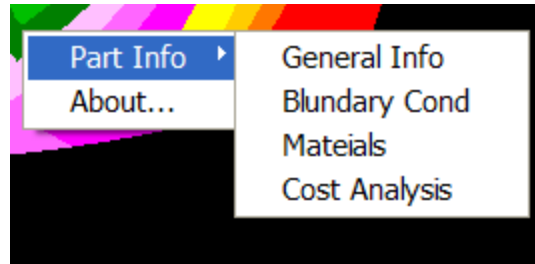 Part Info
About...
General Info
Blundary Cond
Mateials
Cost Analysis